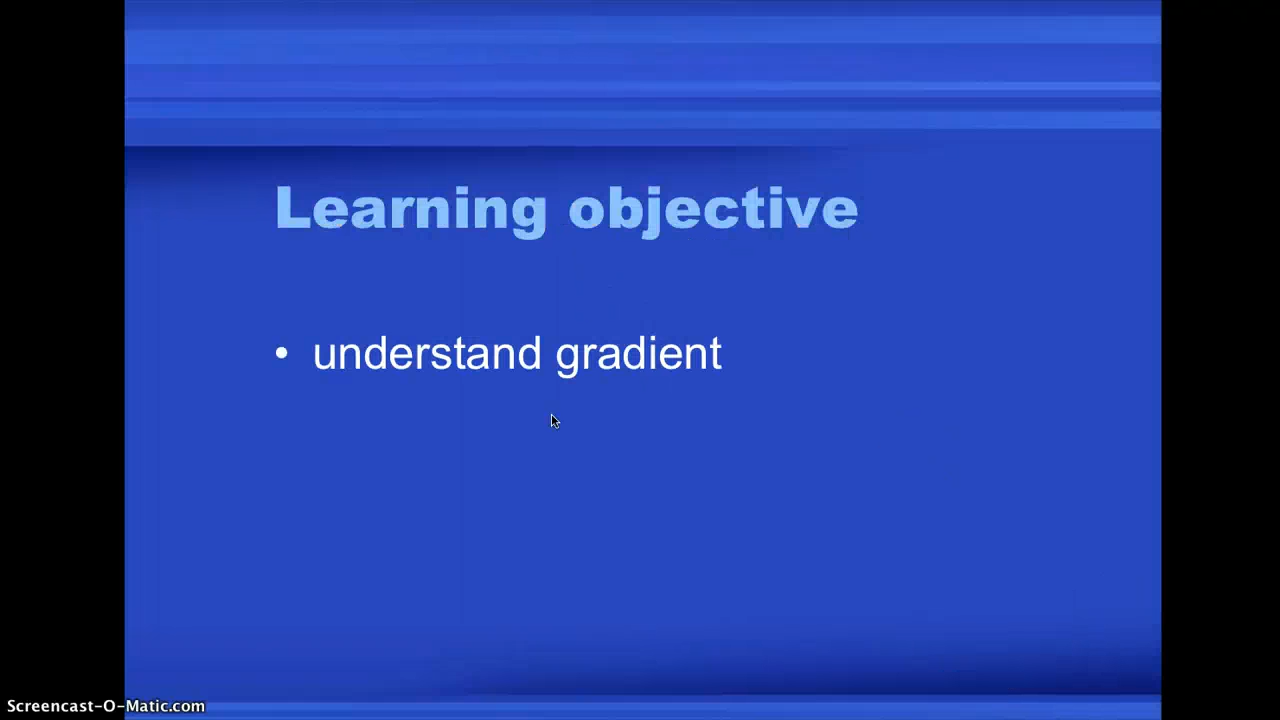 Learning objective
• understand gradient
Screencast-O-Matic.com